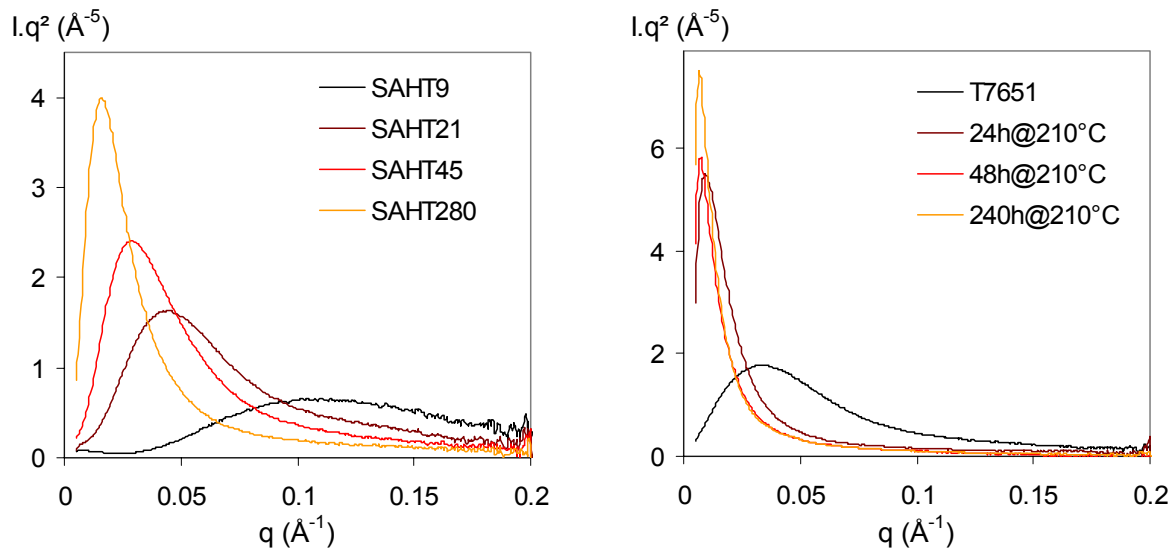 I.q² (Å⁻⁵)
4
3
2
1
0
0 0.05 0.1 0.15 0.2
q (Å⁻¹)
SAHT9
SAHT21
SAHT45
SAHT280
I.q² (Å⁻⁵)
6
4
2
0
0 0.05 0.1 0.15 0.2
q (Å⁻¹)
T7651
24h@210°C
48h@210°C
240h@210°C